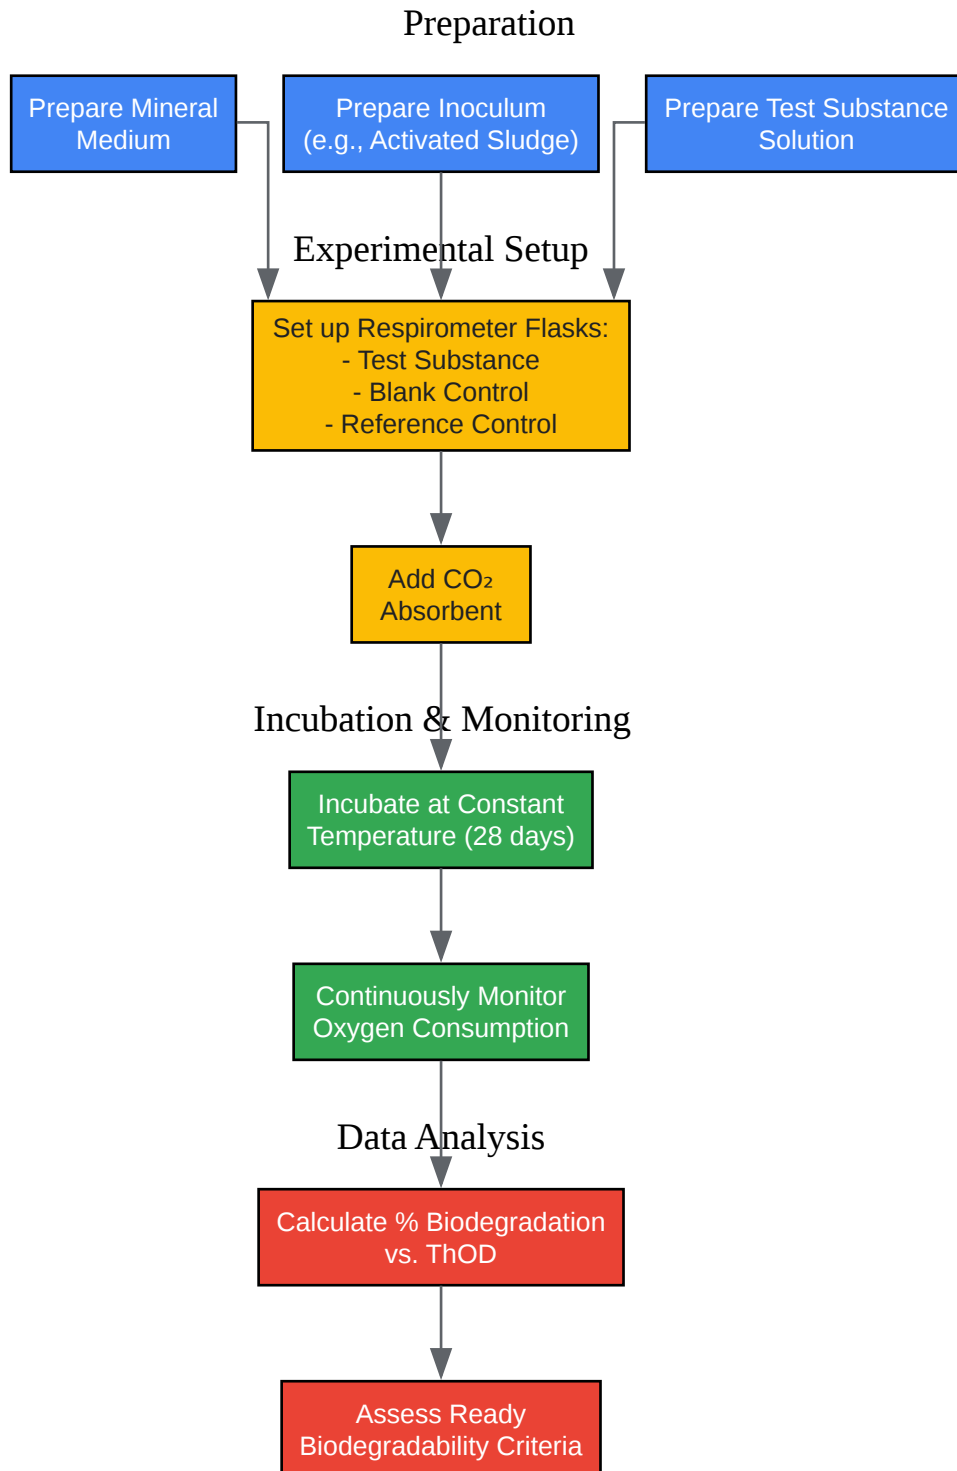 Preparation
Prepare Mineral
Medium
Prepare Inoculum
(e.g., Activated Sludge)
Prepare Test Substance
Solution
Experimental Setup
Set up Respirometer Flasks:
- Test Substance
- Blank Control
- Reference Control
Add CO₂
Absorbent
Incubation & Monitoring
Incubate at Constant
Temperature (28 days)
Continuously Monitor
Oxygen Consumption
Data Analysis
Calculate % Biodegradation
vs. ThOD
Assess Ready
Biodegradability Criteria